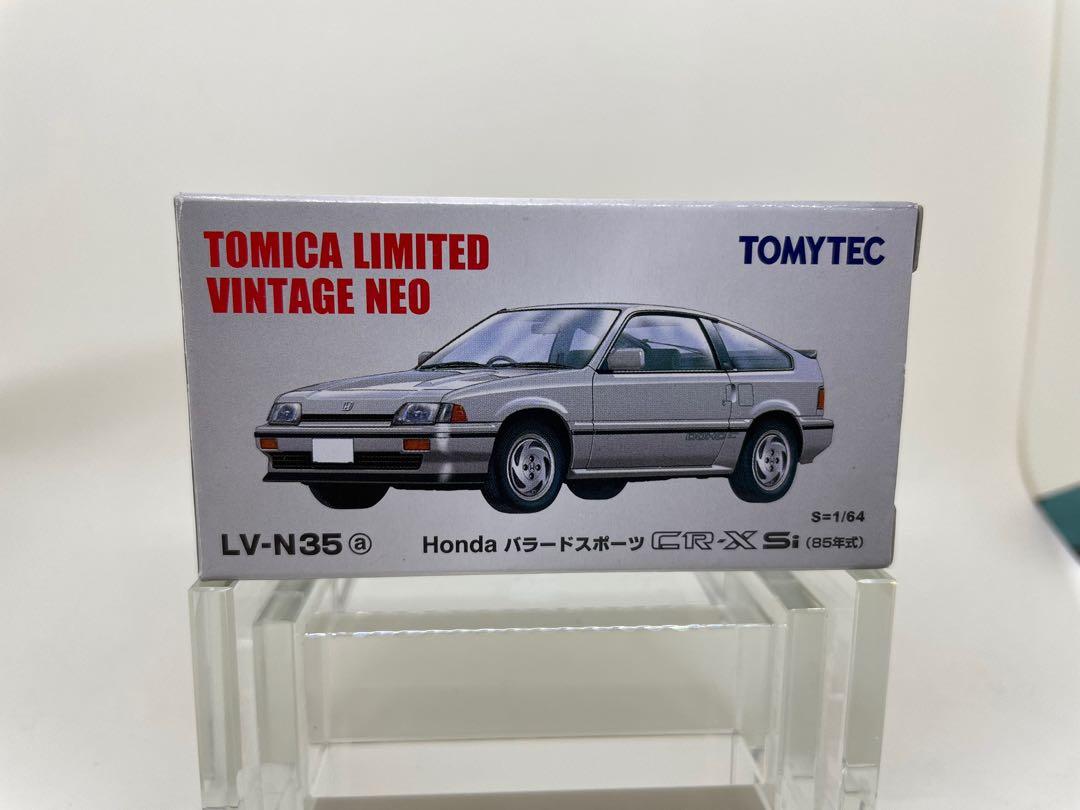 TOMICA LIMITED
VINTAGE NEO
TOMYTEC
DOHC
S=1/64
LV-N35 ⓐ
Honda バラードスポーツ CR-X Si (85年式)